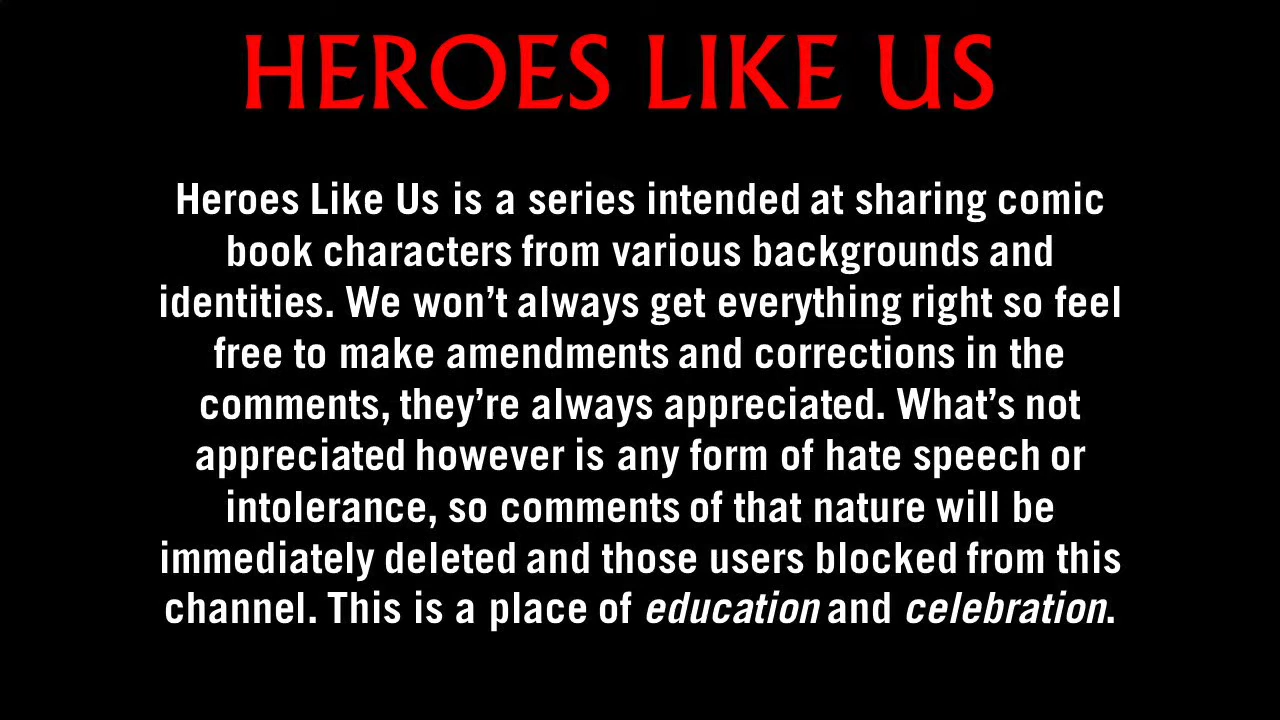 HEROES LIKE US
Heroes Like Us is a series intended at sharing comic
book characters from various backgrounds and
identities. We won’t always get everything right so feel
free to make amendments and corrections in the
comments, they’re always appreciated. What’s not
appreciated however is any form of hate speech or
intolerance, so comments of that nature will be
immediately deleted and those users blocked from this
channel. This is a place of education and celebration.